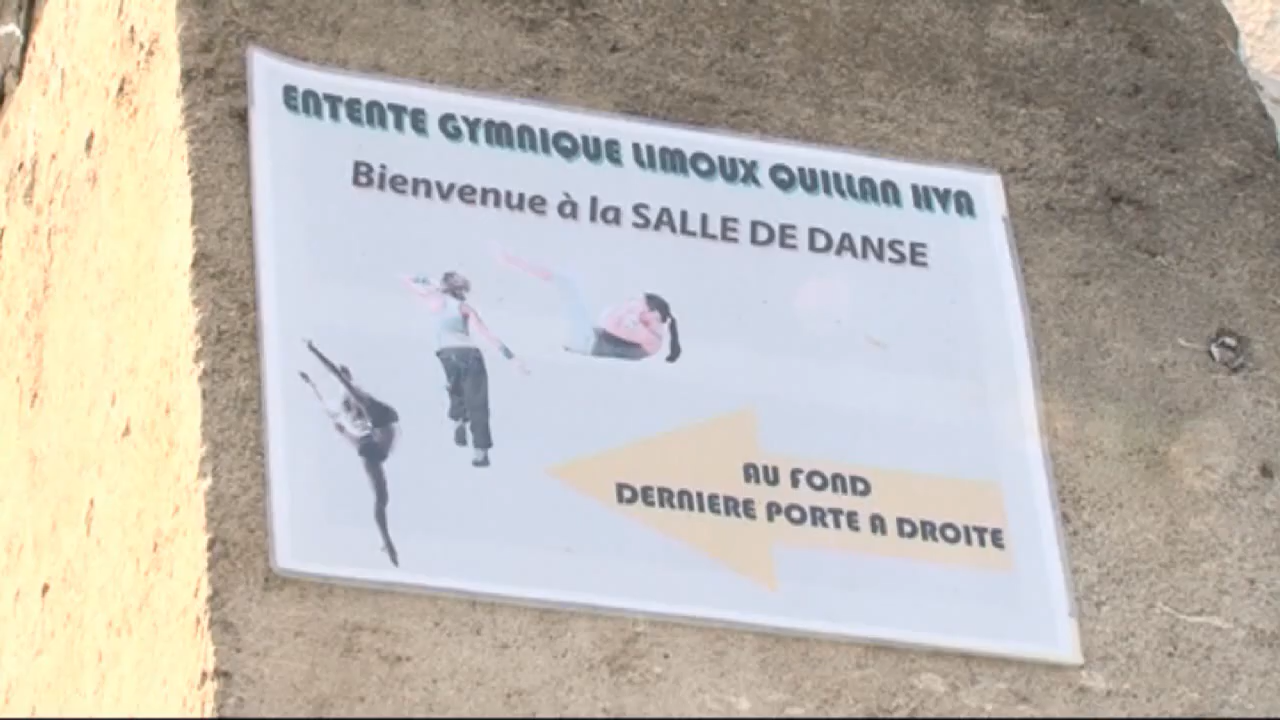 ENTENTE GYMNIQUE LIMOUX QUILLAN HVA
Bienvenue à la SALLE DE DANSE
AU FOND
DERNIERE PORTE A DROITE